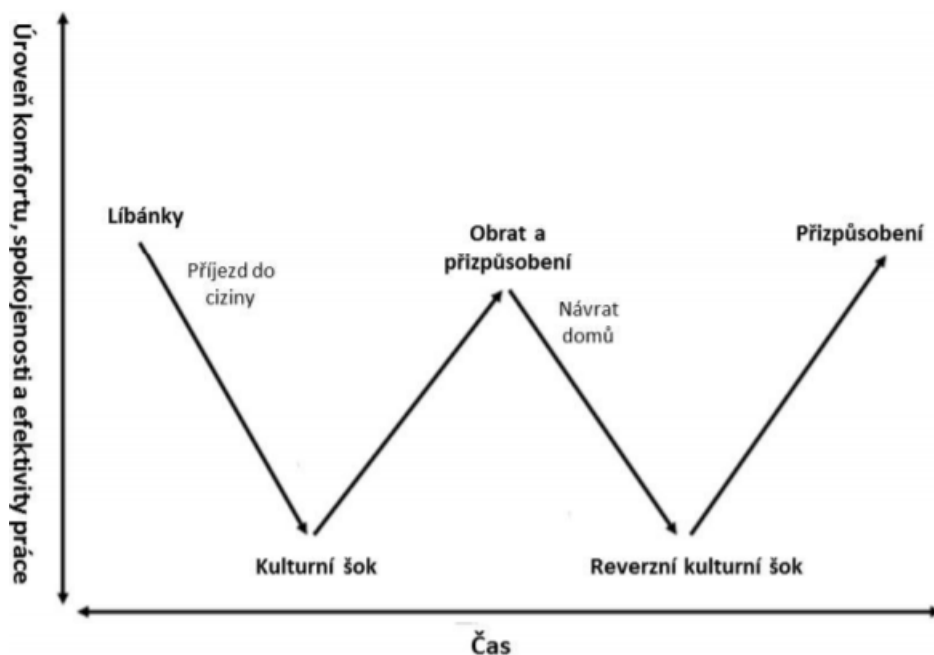 Úroveň komfortu, spokojenosti a efektivity práce
Líbánky
Příjezd do
ciziny
Kulturní šok
Obrat a
přizpůsobení
Návrat
domů
Reverzní kulturní šok
Přizpůsobení
Čas